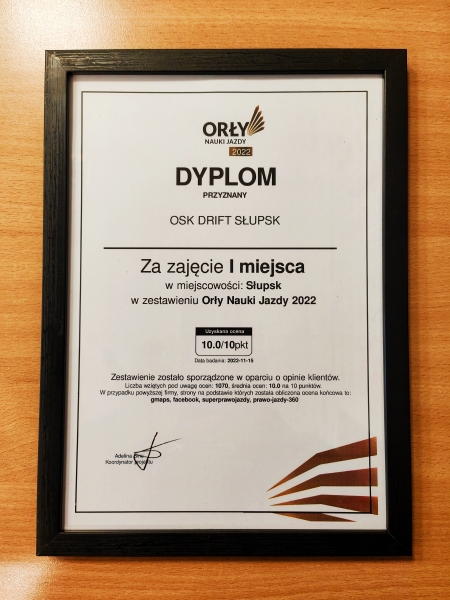 ORŁY
NAUKI JAZDY
2022
DYPLOM
PRZYZNANY
OSK DRIFT SŁUPSK
Za zajęcie I miejsca
w miejscowości: Słupsk
w zestawieniu Orły Nauki Jazdy 2022
Uzyskana ocena
10.0/10pkt
Data badania: 2022-11-15
Zestawienie zostało sporządzone w oparciu o opinie klientów.
Liczba wziętych pod uwagę ocen: 1070, średnia ocen: 10.0 na 10 punktów.
W przypadku powyższej firmy, strony na podstawie których została obliczona ocena końcowa to:
gmaps, facebook, superprawojazdy, prawo-jazdy-360
Adelina
Koordynator projektu